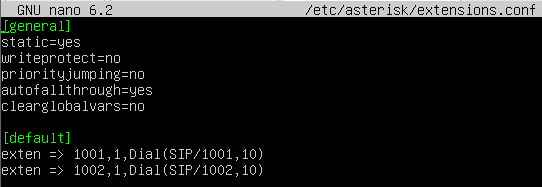 GNU nano 6.2 /etc/asterisk/extensions.conf
[general]
static=yes
writeprotect=no
priorityjumping=no
autofallthrough=yes
clearglobalvars=no
[default]
exten => 1001,1,Dial(SIP/1001,10)
exten => 1002,1,Dial(SIP/1002,10)